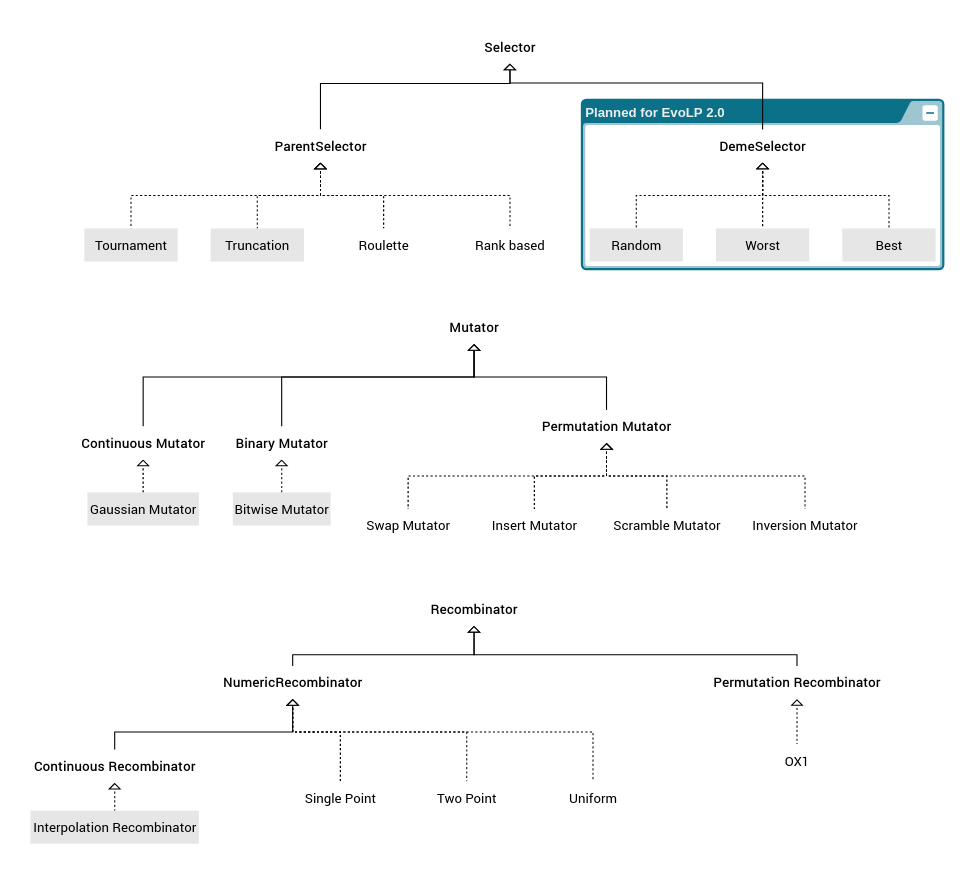 Selector
Planned for EvoLP 2.0
ParentSelector
DemeSelector
Tournament
Truncation
Roulette
Rank based
Random
Worst
Best
Mutator
Permutation Mutator
Continuous Mutator
Binary Mutator
Gaussian Mutator
Bitwise Mutator
Swap Mutator
Insert Mutator
Scramble Mutator
Inversion Mutator
Recombinator
NumericRecombinator
Permutation Recombinator
OX1
Continuous Recombinator
Single Point
Two Point
Uniform
Interpolation Recombinator